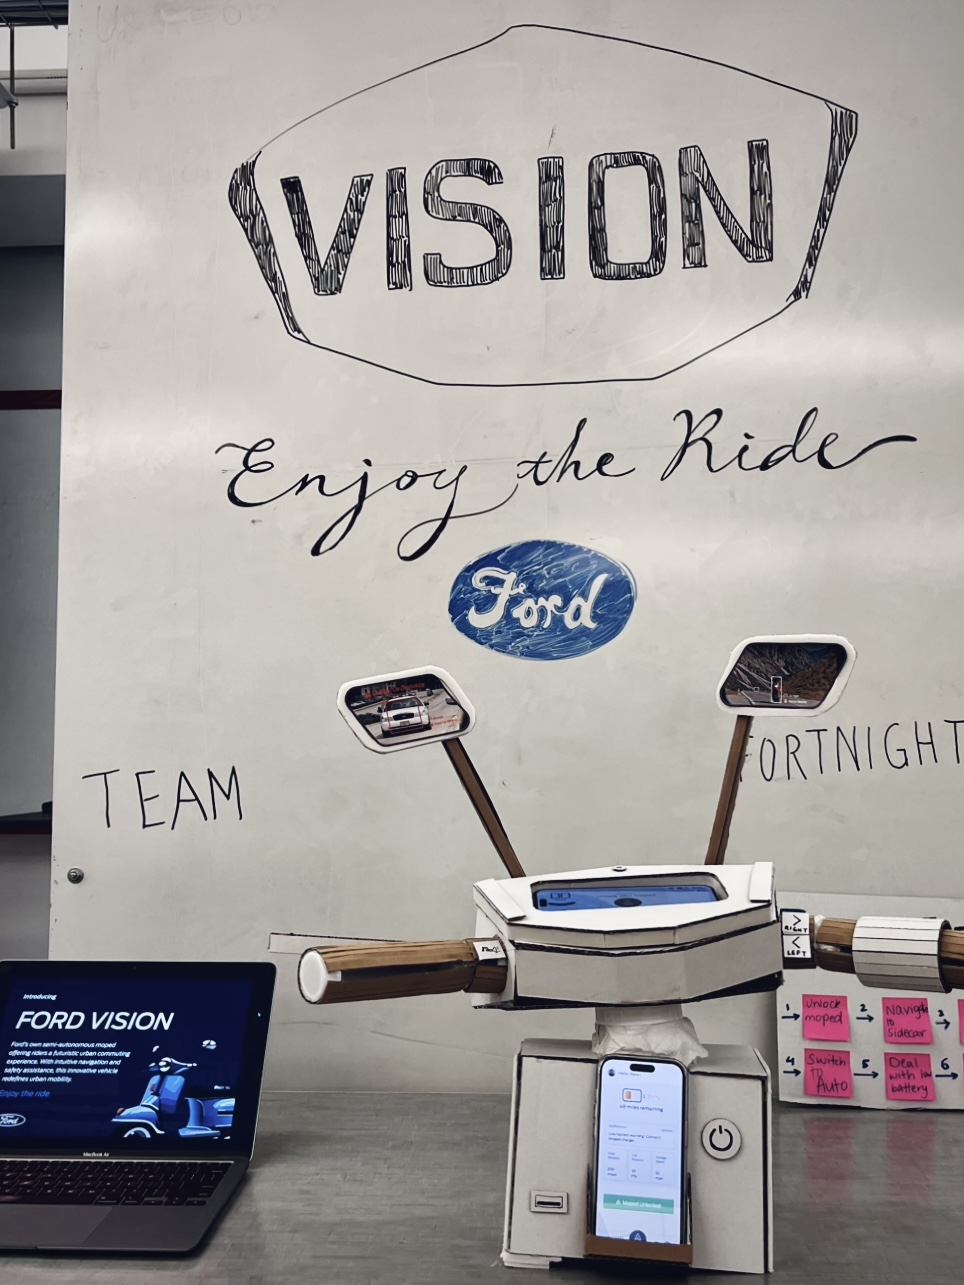 VISION
Enjoy the Ride
Ford
TEAM
FORTNIGHT
> RIGHT
< LEFT
Introducing
FORD VISION
Ford's own semi-autonomous moped
offering riders a futuristic urban commuting
experience. With intuitive navigation and
safety assistance, this innovative vehicle
redefines urban mobility.
Enjoy the ride
Ford
MacBook Air
1 → Unlock moped
2 → Navigate to Sidecar
3
4 → Switch to Auto
5 → Deal with low battery
6
miles remaining
Moped unlocked